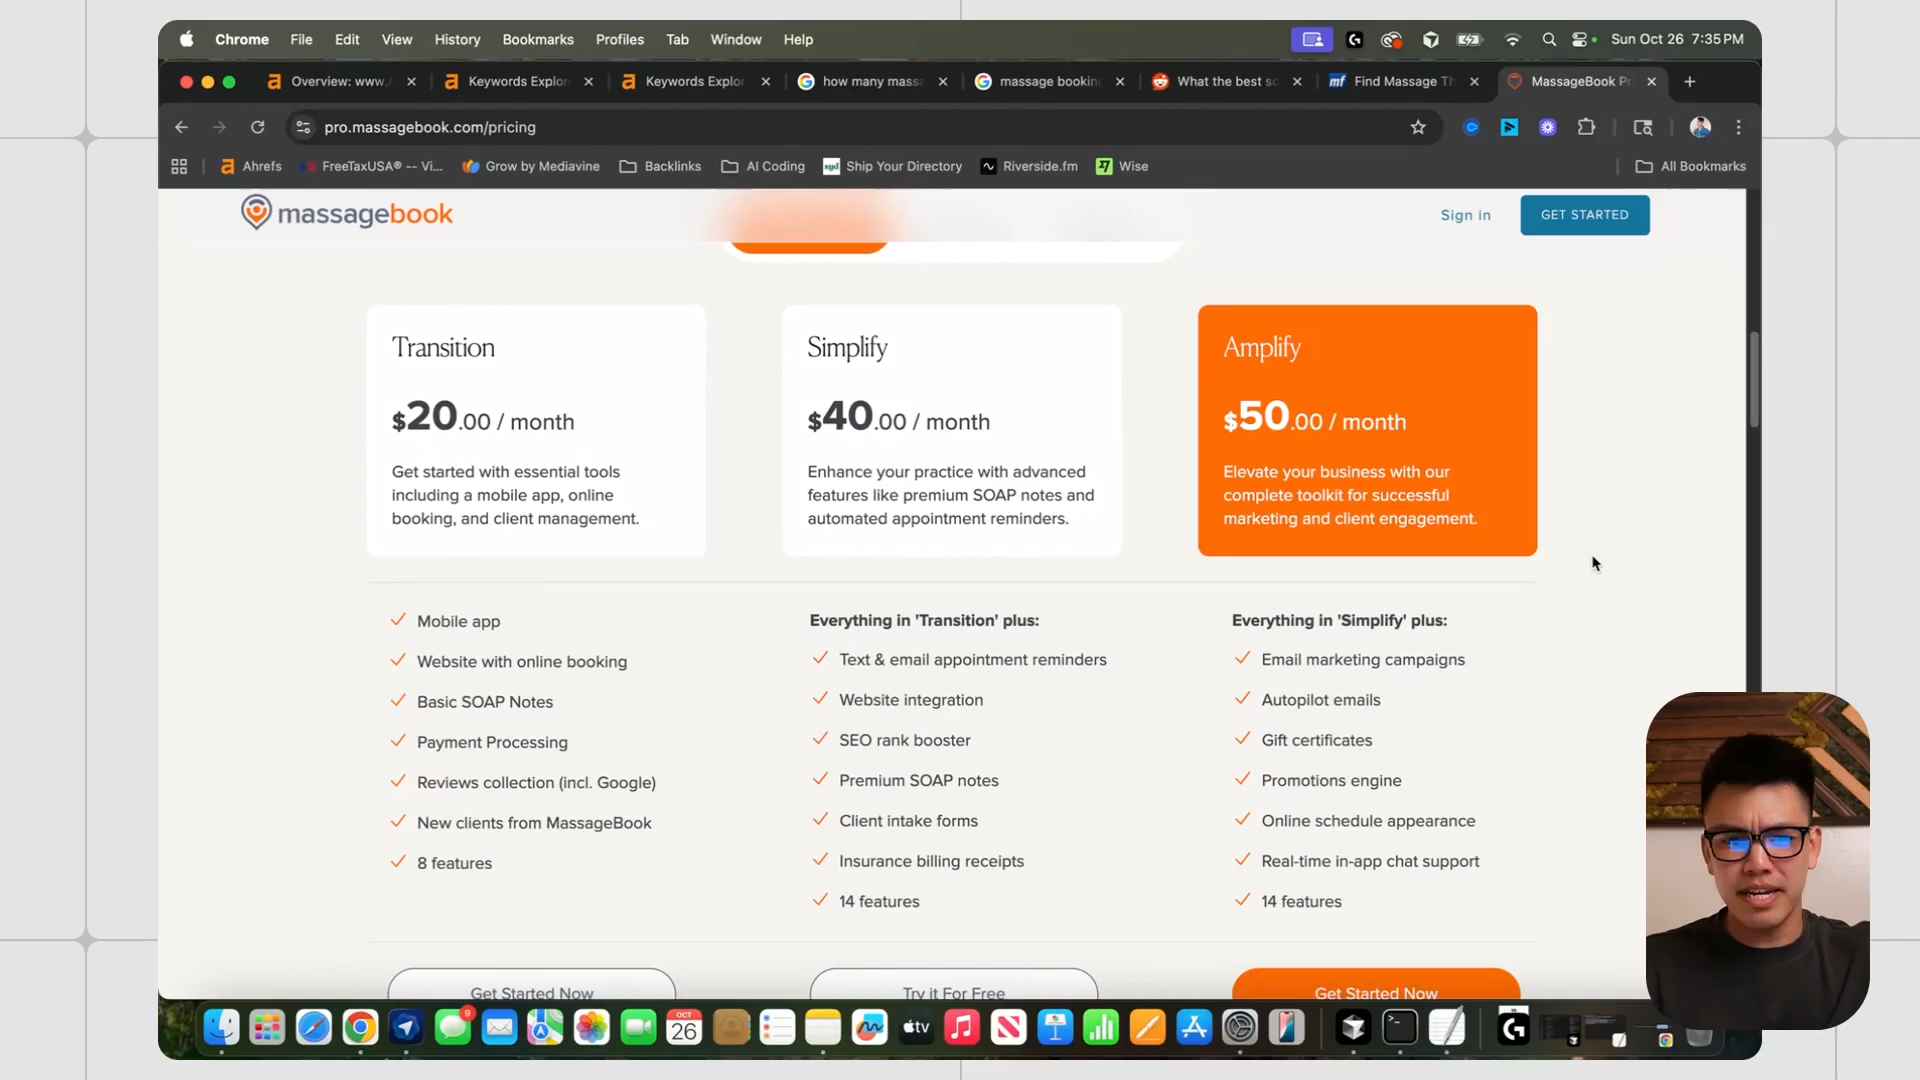 Chrome File Edit View History Bookmarks Profiles Tab Window Help Sun Oct 26 7:35 PM
Overview: www. Keywords Explor Keywords Explor how many mass massage bookin What the best so Find Massage Th MassageBook Pr
pro.massagebook.com/pricing
Ahrefs FreeTaxUSA® -- Vi... Grow by Mediavine Backlinks AI Coding syd Ship Your Directory Riverside.fm Wise All Bookmarks
massagebook Sign in GET STARTED
Transition
$20.00 / month
Get started with essential tools
including a mobile app, online
booking, and client management.
Simplify
$40.00 / month
Enhance your practice with advanced
features like premium SOAP notes and
automated appointment reminders.
Amplify
$50.00 / month
Elevate your business with our
complete toolkit for successful
marketing and client engagement.
Mobile app
Website with online booking
Basic SOAP Notes
Payment Processing
Reviews collection (incl. Google)
New clients from MassageBook
8 features
Everything in 'Transition' plus:
Text & email appointment reminders
Website integration
SEO rank booster
Premium SOAP notes
Client intake forms
Insurance billing receipts
14 features
Everything in 'Simplify' plus:
Email marketing campaigns
Autopilot emails
Gift certificates
Promotions engine
Online schedule appearance
Real-time in-app chat support
14 features
Get Started Now
Try it For Free
Get Started Now
9
OCT
26
tv